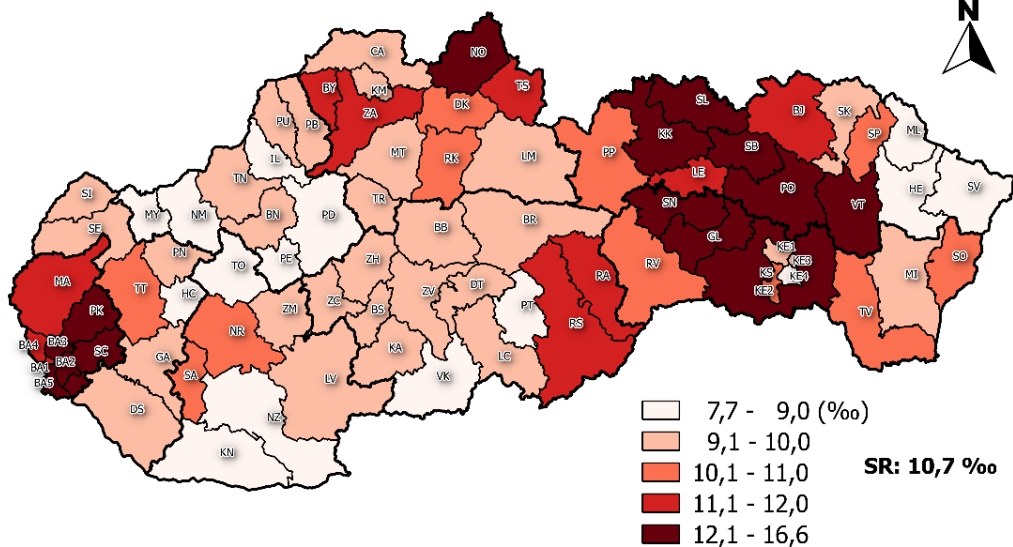 N
CA
NO
BY
KM
TS
ZA
DK
SL
BJ
SK
PU
PB
KK
SP
ML
IL
MT
RK
LM
PP
SB
LE
PO
HE
SV
TN
SI
MY
NM
BN
PD
TR
SN
VT
SE
BB
BR
GL
KE1
PN
TO
PE
ZH
RV
KE3
SO
MA
TT
HC
ZM
ZC
ZV
DT
RA
KS
KE4
MI
KE2
PK
NR
BS
PT
TV
BA3
BA4
SC
GA
RS
BA1
BA2
KA
LC
BA5
SA
LV
VK
DS
NZ
KN
7,7 - 9,0 (‰)
9,1 - 10,0
10,1 - 11,0
SR: 10,7 ‰
11,1 - 12,0
12,1 - 16,6